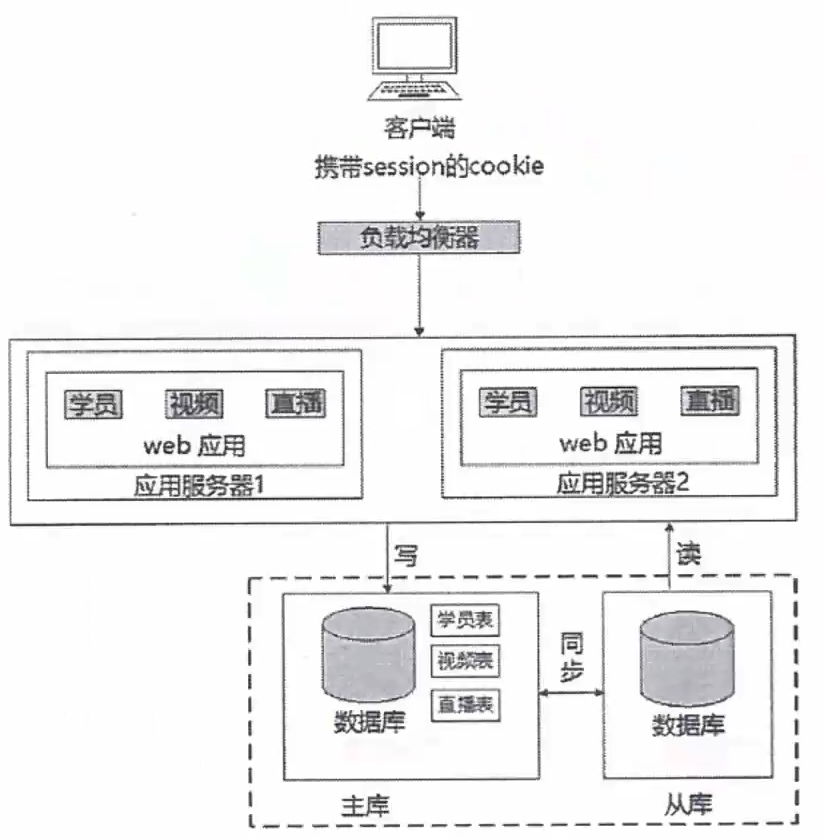 客户端
携带session的cookie
负载均衡器
学员 视频 直播
web 应用
应用服务器1
学员 视频 直播
web 应用
应用服务器2
写
读
学员表
视频表
直播表
数据库
同步
数据库
主库
从库